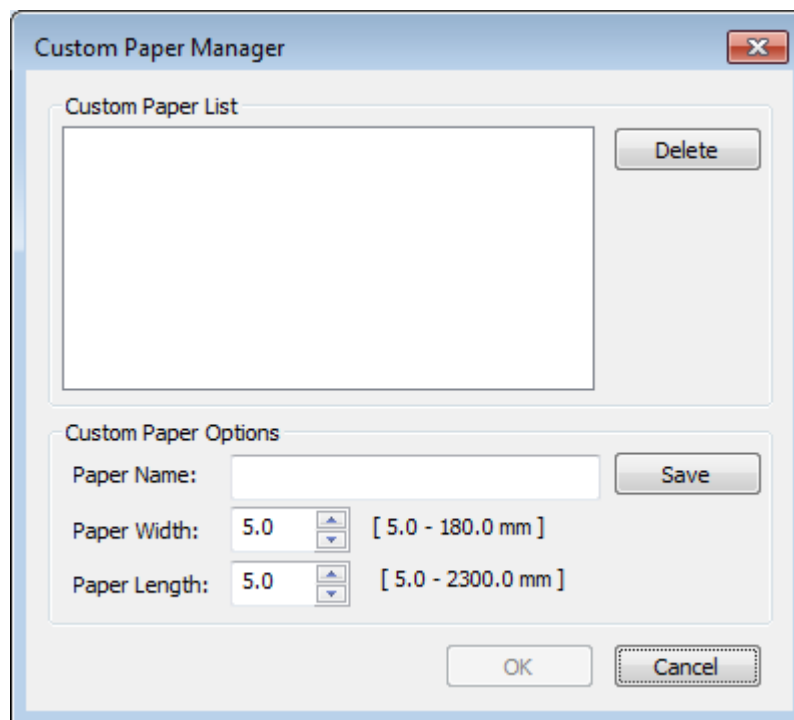 Custom Paper Manager
Custom Paper List
Delete
Custom Paper Options
Paper Name: Save
Paper Width: 5.0 [ 5.0 - 180.0 mm ]
Paper Length: 5.0 [ 5.0 - 2300.0 mm ]
OK Cancel